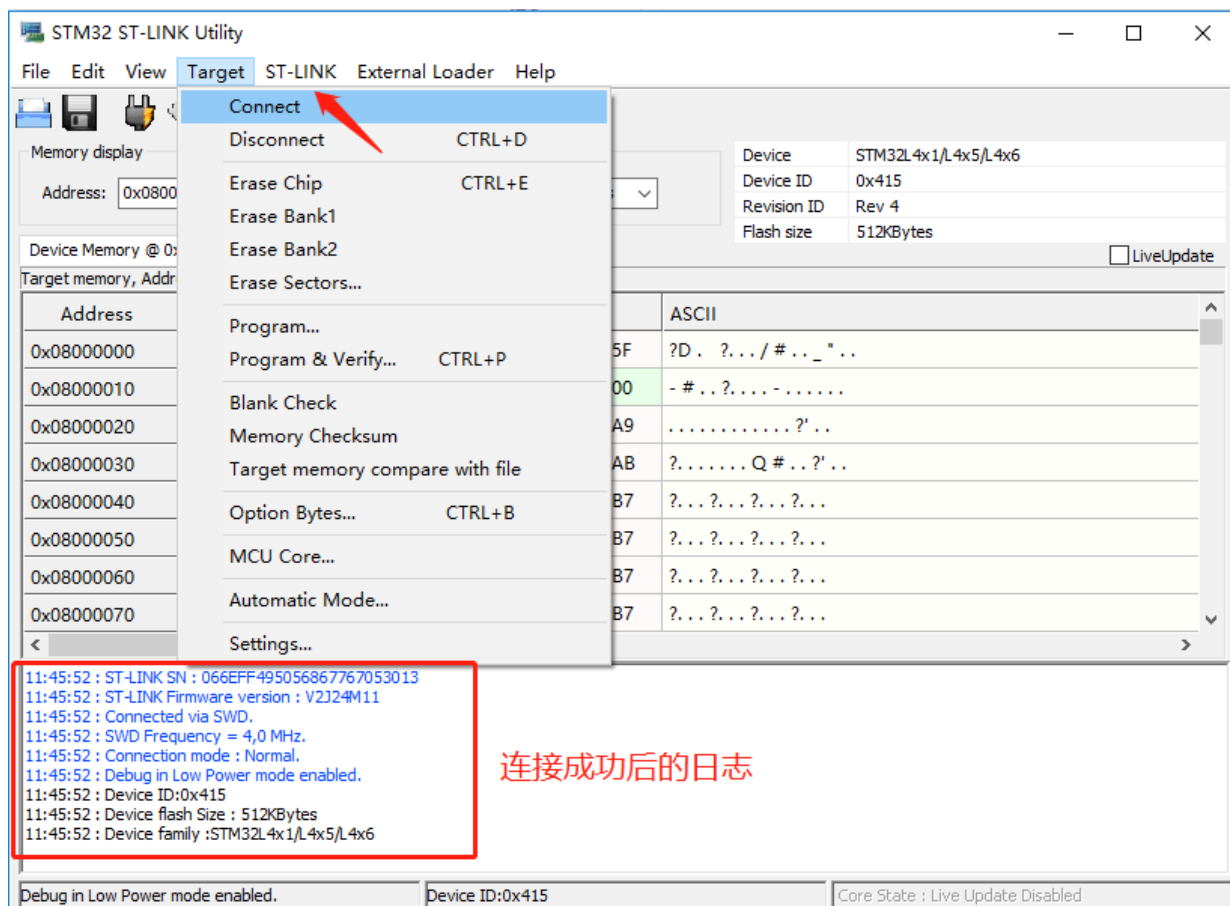 STM32 ST-LINK Utility
File Edit View Target ST-LINK External Loader Help
Connect
Disconnect CTRL+D
Erase Chip CTRL+E
Erase Bank1
Erase Bank2
Erase Sectors...
Program...
Program & Verify... CTRL+P
Blank Check
Memory Checksum
Target memory compare with file
Option Bytes... CTRL+B
MCU Core...
Automatic Mode...
Settings...
Memory display
Address: 0x0800
Device STM32L4x1/L4x5/L4x6
Device ID 0x415
Revision ID Rev 4
Flash size 512KBytes
LiveUpdate
Device Memory @ 0x
Target memory, Addr
Address ASCII
0x08000000 5F ?D . ?. . . / # . . _ " . .
0x08000010 00 - # . . ?. . . . - . . . . . .
0x08000020 A9 . . . . . . . . . . . . ?' . .
0x08000030 AB ?. . . . . . . Q # . . ?' . .
0x08000040 B7 ?. . . ?. . . ?. . . ?. . .
0x08000050 B7 ?. . . ?. . . ?. . . ?. . .
0x08000060 B7 ?. . . ?. . . ?. . . ?. . .
0x08000070 B7 ?. . . ?. . . ?. . . ?. . .
11:45:52 : ST-LINK SN : 066EFF495056867767053013
11:45:52 : ST-LINK Firmware version : V2J24M11
11:45:52 : Connected via SWD.
11:45:52 : SWD Frequency = 4,0 MHz.
11:45:52 : Connection mode : Normal.
11:45:52 : Debug in Low Power mode enabled.
11:45:52 : Device ID:0x415
11:45:52 : Device flash Size : 512KBytes
11:45:52 : Device family :STM32L4x1/L4x5/L4x6
连接成功后的日志
Debug in Low Power mode enabled. Device ID:0x415 Core State : Live Update Disabled